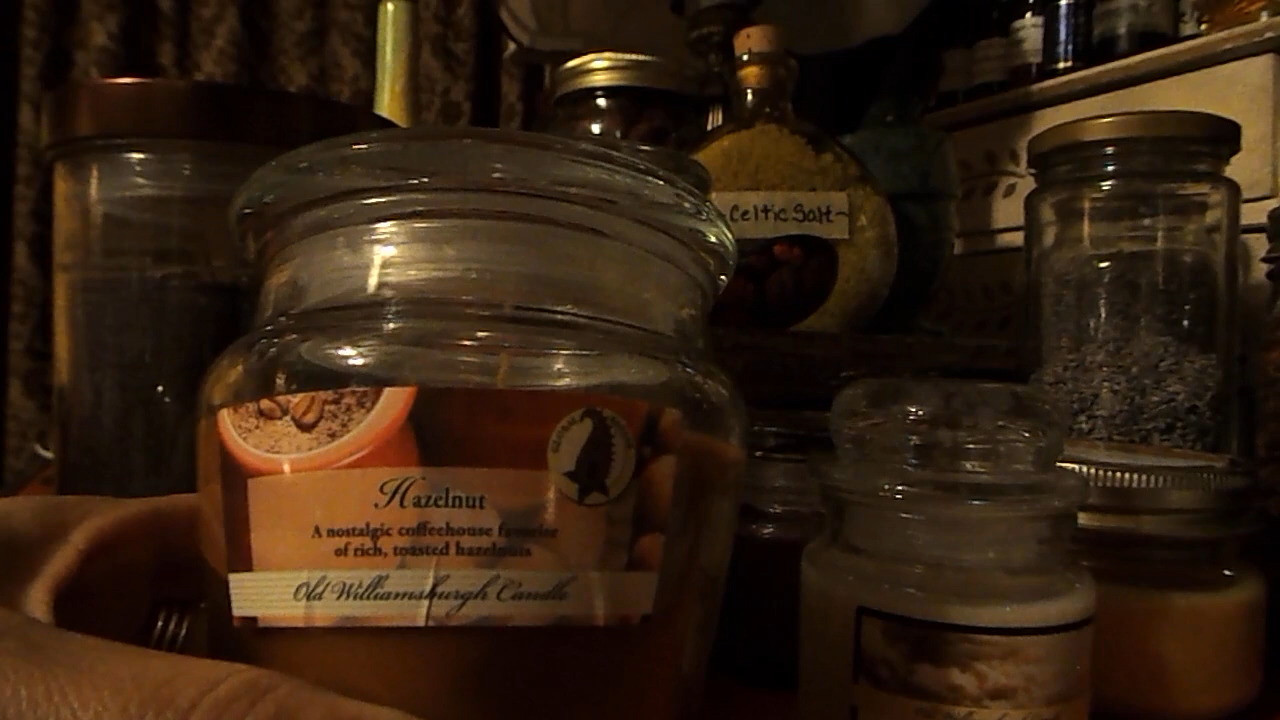 ~Celtic Salt~
Hazelnut
A nostalgic coffeehouse favorite
of rich, toasted hazelnuts
Old Williamsburgh Candle